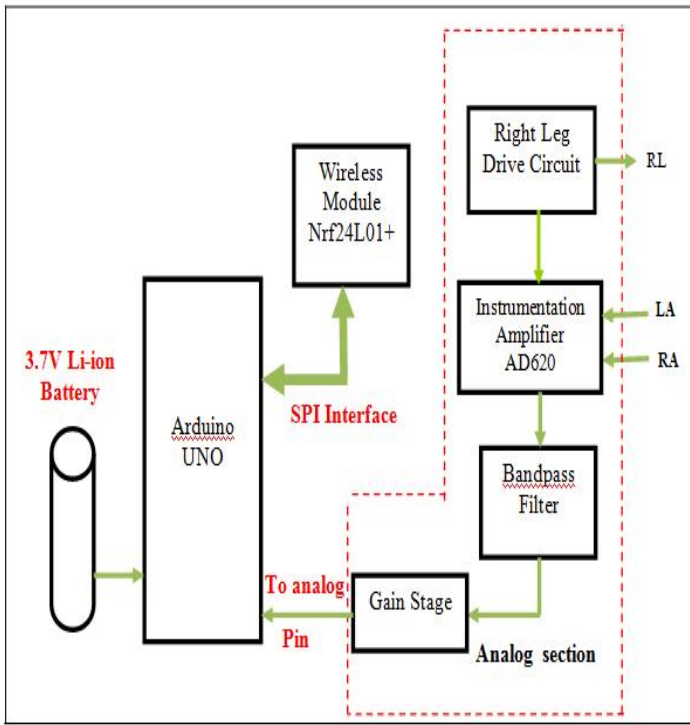 Right Leg
Drive Circuit
RL
Wireless
Module
Nrf24L01+
Instrumentation
Amplifier
AD620
LA
RA
3.7V Li-ion
Battery
SPI Interface
Arduino
UNO
Bandpass
Filter
To analog
Pin
Gain Stage
Analog section